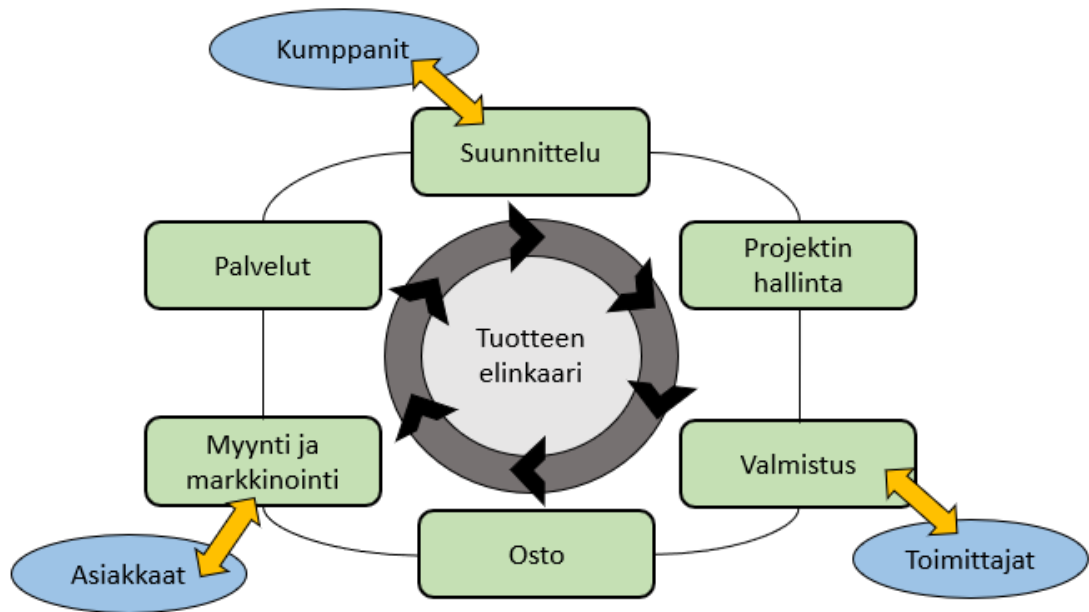 Kumppanit
Suunnittelu
Palvelut
Projektin
hallinta
Tuotteen
elinkaari
Myynti ja
markkinointi
Valmistus
Osto
Asiakkaat
Toimittajat